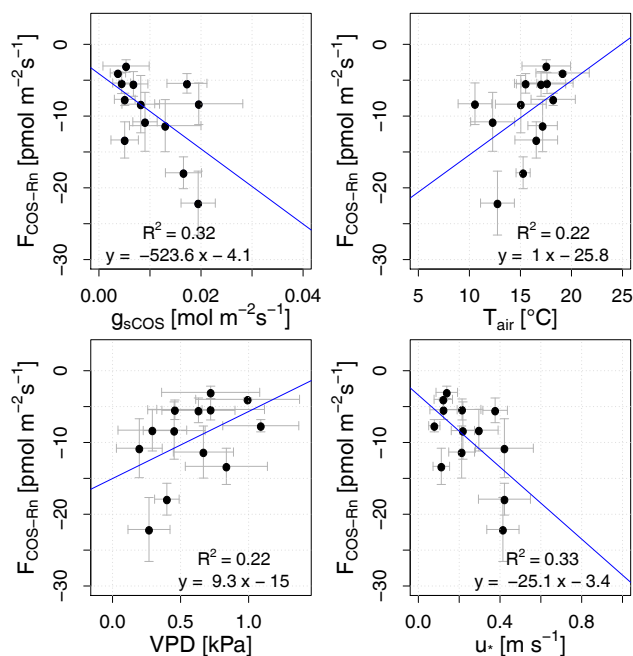 0
−10
−20
−30
F_COS−Rn [pmol m⁻²s⁻¹]
R² = 0.32
y = −523.6 x − 4.1
0.00 0.02 0.04
g_sCOS [mol m⁻²s⁻¹]
0
−10
−20
−30
F_COS−Rn [pmol m⁻²s⁻¹]
R² = 0.22
y = 1 x − 25.8
5 10 15 20 25
T_air [°C]
0
−10
−20
−30
F_COS−Rn [pmol m⁻²s⁻¹]
R² = 0.22
y = 9.3 x − 15
0.0 0.5 1.0
VPD [kPa]
0
−10
−20
−30
F_COS−Rn [pmol m⁻²s⁻¹]
R² = 0.33
y = −25.1 x − 3.4
0.0 0.4 0.8
u* [m s⁻¹]